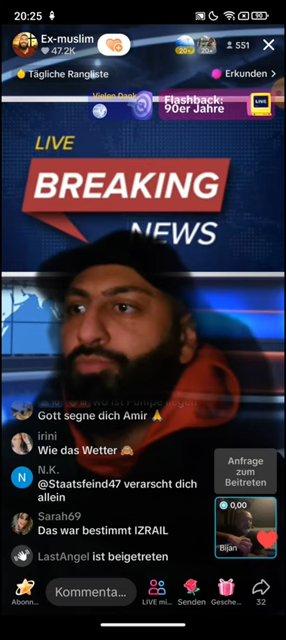 20:25
90
Ex-muslim
47.2K
20+
551
Tägliche Rangliste
Erkunden >
Vielen Dank
Flashback:
90er Jahre
LIVE
LIVE
BREAKING
NEWS
Gott segne dich Amir 🙏
irini
Wie das Wetter 🙈
N
N.K.
@Staatsfeind47 verarscht dich
allein
Sarah69
Das war bestimmt IZRAIL
LastAngel ist beigetreten
Anfrage
zum
Beitreten
0,00
Bijan
Kommenta...
Abonn...
LIVE mi...
Senden
Gesche...
32